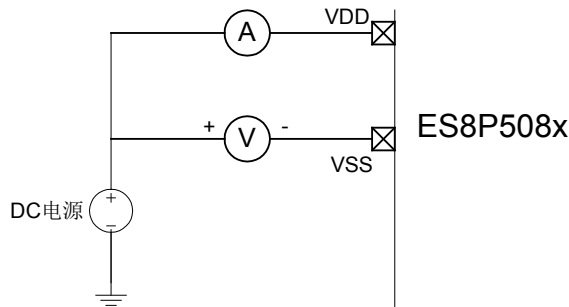 VDD
A
+ V -
ES8P508x
VSS
+
DC电源
-